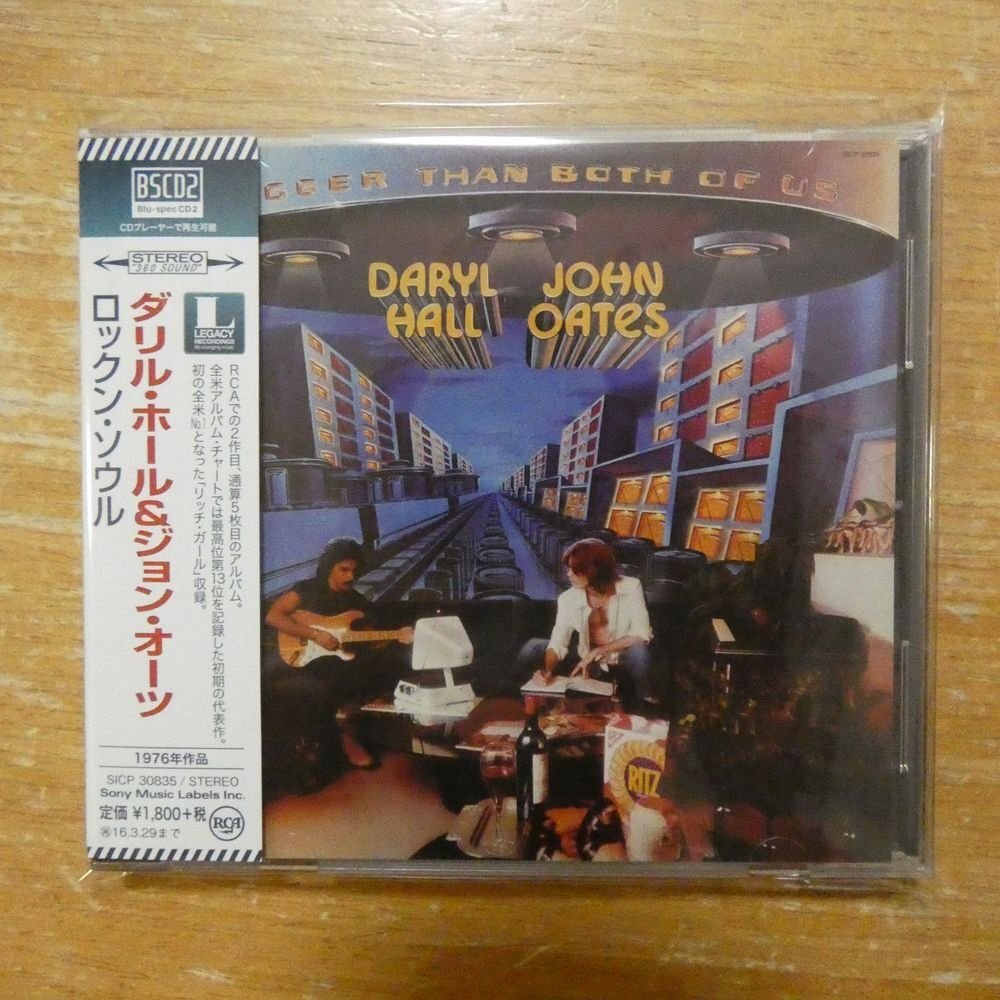 BSCD2
Blu-spec CD 2
CDプレーヤーで再生可能
STEREO
"360 SOUND"
L
LEGACY
RECORDINGS
ダリル・ホール&ジョン・オーツ
ロックン・ソウル
RCAでの2作目、通算5枚目のアルバム。
全米アルバム・チャートでは最高位第13位を記録した初期の代表作。
初の全米No.1となった「リッチ・ガール」収録。
1976年作品
SICP 30835 / STEREO
Sony Music Labels Inc.
定価 ¥1,800+税
16.3.29まで
RCA
GGER THAN BOTH OF US
SICP 30835
DARYL HALL
JOHN OATES
RITZ